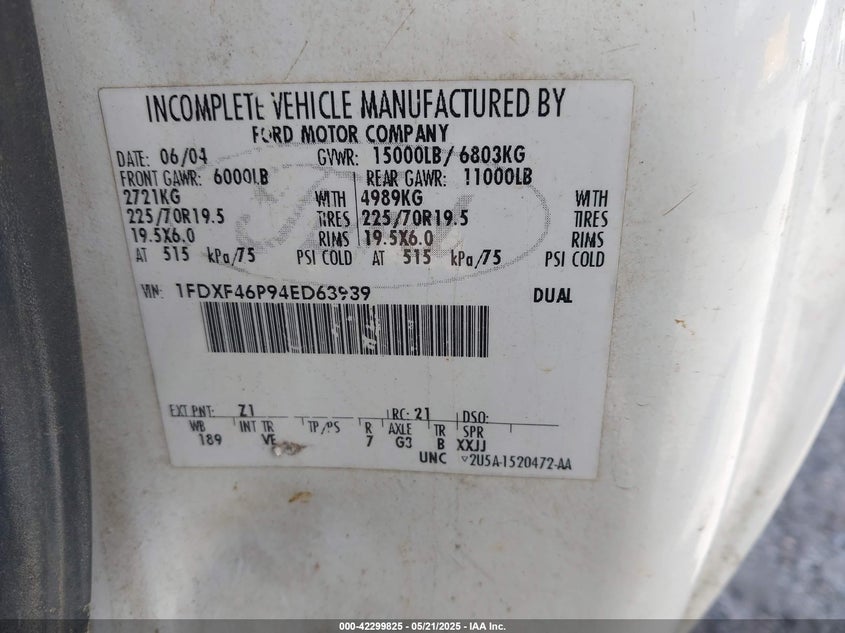 INCOMPLETE VEHICLE MANUFACTURED BY
FORD MOTOR COMPANY
DATE: 06/04 GVWR: 15000LB/ 6803KG
FRONT GAWR: 6000LB REAR GAWR: 11000LB
2721KG WITH 4989KG WITH
225/70R19.5 TIRES 225/70R19.5 TIRES
19.5X6.0 RIMS 19.5X6.0 RIMS
AT 515 kPa/75 PSI COLD AT 515 kPa/75 PSI COLD
VIN: 1FDXF46P94ED63939 DUAL
EXT PNT: Z1 RC: 21 DSO:
WB INT TR TP/PS R AXLE TR SPR
189 VE 7 G3 B XXJJ
UNC 2U5A-1520472-AA
000-42299825 - 05/21/2025 - IAA Inc.